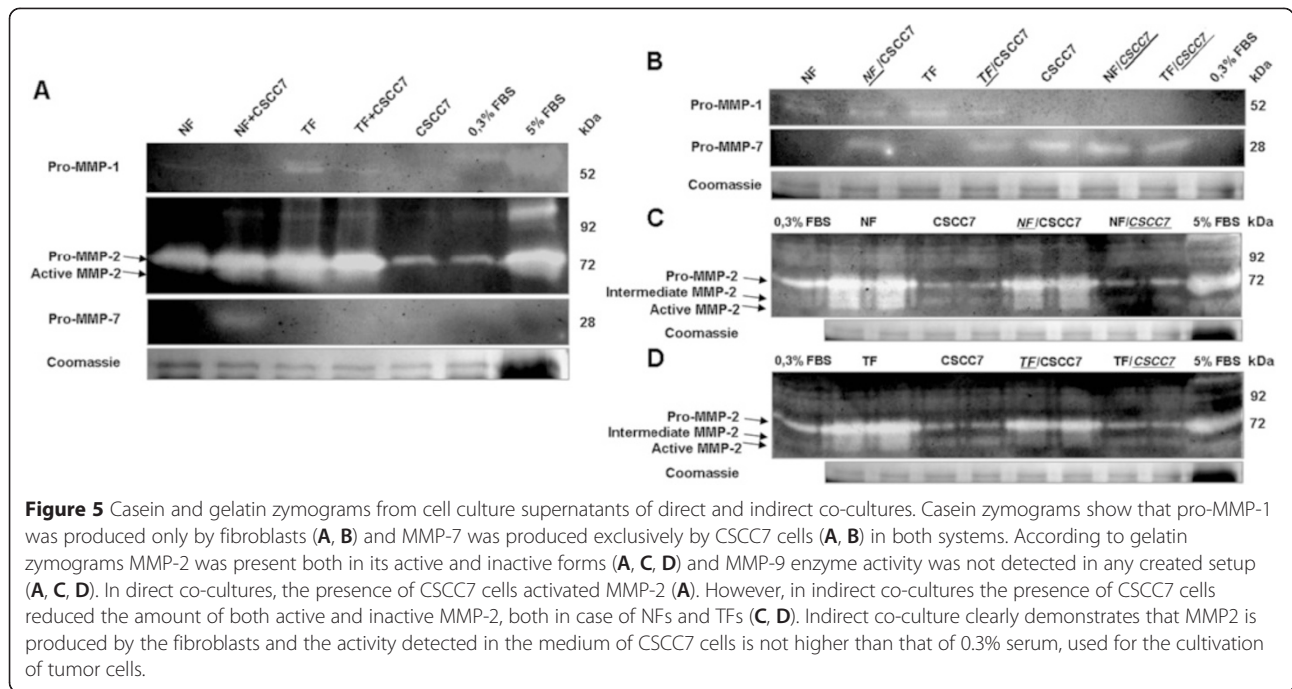 A
NF NF+CSCC7 TF TF+CSCC7 CSCC7 0,3% FBS 5% FBS kDa
Pro-MMP-1 52
92
Pro-MMP-2 72
Active MMP-2
Pro-MMP-7 28
Coomassie
B
NF NF/CSCC7 TF TF/CSCC7 CSCC7 NF/CSCC7 TF/CSCC7 0,3% FBS kDa
Pro-MMP-1 52
Pro-MMP-7 28
Coomassie
C
0,3% FBS NF CSCC7 NF/CSCC7 NF/CSCC7 5% FBS kDa
92
Pro-MMP-2 72
Intermediate MMP-2
Active MMP-2
Coomassie
D
0,3% FBS TF CSCC7 TF/CSCC7 TF/CSCC7 5% FBS kDa
92
Pro-MMP-2 72
Intermediate MMP-2
Active MMP-2
Coomassie
Figure 5 Casein and gelatin zymograms from cell culture supernatants of direct and indirect co-cultures. Casein zymograms show that pro-MMP-1
was produced only by fibroblasts (A, B) and MMP-7 was produced exclusively by CSCC7 cells (A, B) in both systems. According to gelatin
zymograms MMP-2 was present both in its active and inactive forms (A, C, D) and MMP-9 enzyme activity was not detected in any created setup
(A, C, D). In direct co-cultures, the presence of CSCC7 cells activated MMP-2 (A). However, in indirect co-cultures the presence of CSCC7 cells
reduced the amount of both active and inactive MMP-2, both in case of NFs and TFs (C, D). Indirect co-culture clearly demonstrates that MMP2 is
produced by the fibroblasts and the activity detected in the medium of CSCC7 cells is not higher than that of 0.3% serum, used for the cultivation
of tumor cells.